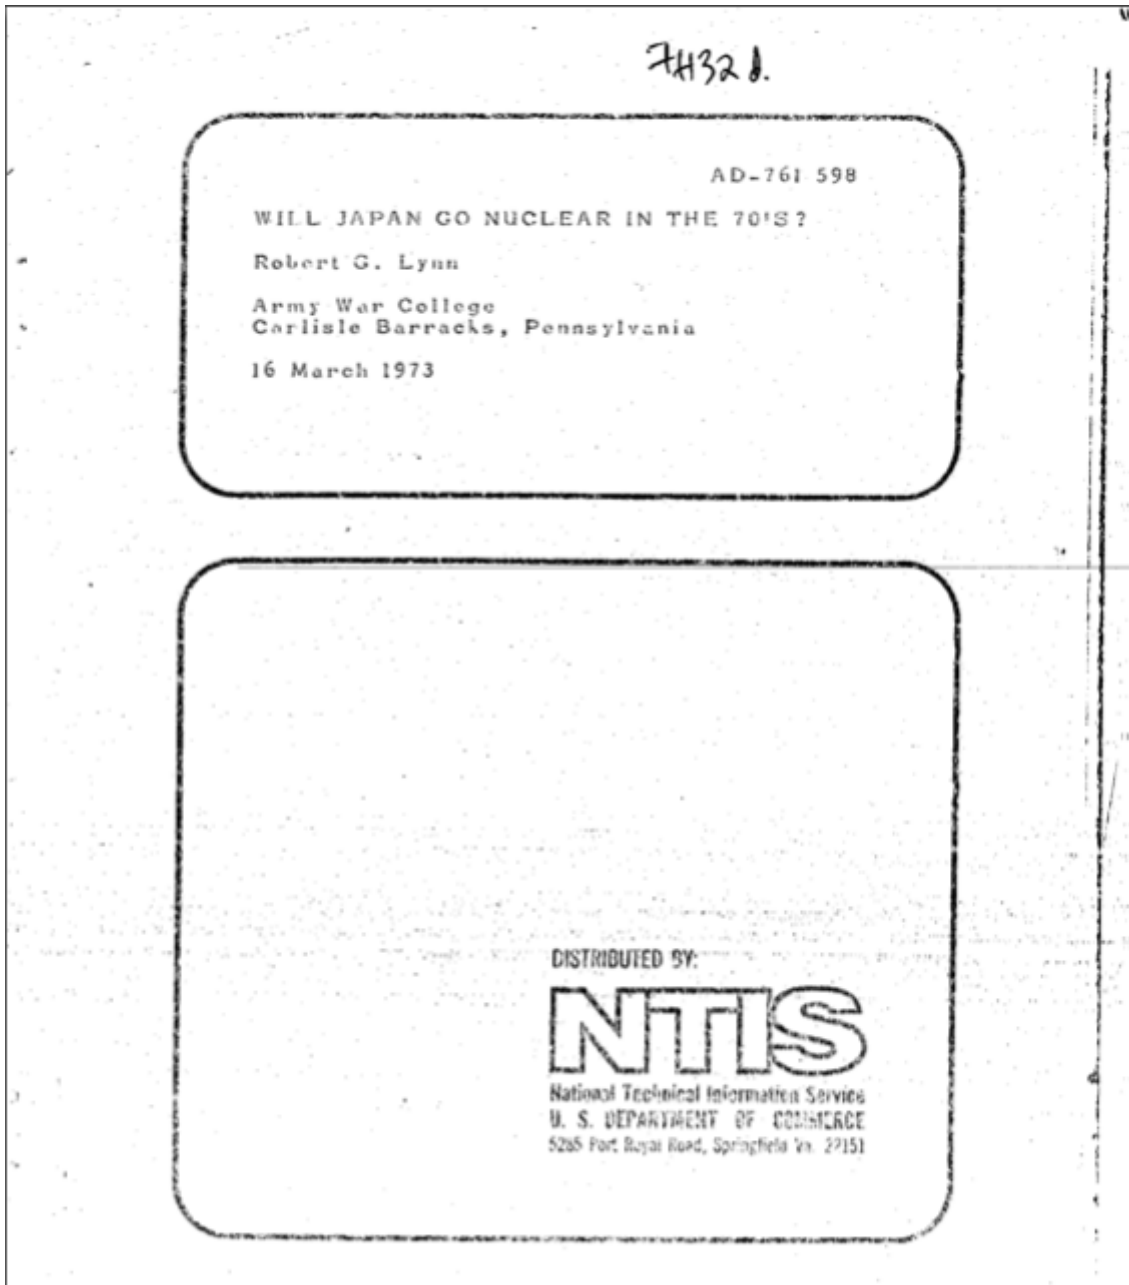 7H32 d.
AD-761 598
WILL JAPAN GO NUCLEAR IN THE 70'S?
Robert G. Lynn
Army War College
Carlisle Barracks, Pennsylvania
16 March 1973
DISTRIBUTED BY:
NTIS
National Technical Information Service
U. S. DEPARTMENT OF COMMERCE
5285 Port Royal Road, Springfield Va. 22151